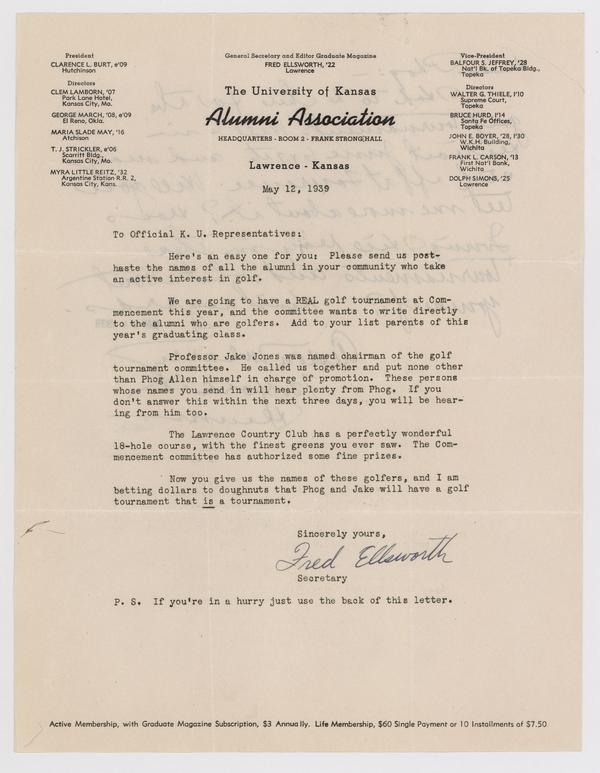 President
CLARENCE L. BURT, e'09
Hutchinson
Directors
CLEM LAMBORN, '07
Park Lane Hotel,
Kansas City, Mo.
GEORGE MARCH, '08, e'09
El Reno, Okla.
MARIA SLADE MAY, '16
Atchison
T. J. STRICKLER, e'06
Scarritt Bldg.,
Kansas City, Mo.
MYRA LITTLE REITZ, '32
Argentine Station R.R. 2,
Kansas City, Kans.
General Secretary and Editor Graduate Magazine
FRED ELLSWORTH, '22
Lawrence
The University of Kansas
Alumni Association
HEADQUARTERS - ROOM 2 - FRANK STRONG HALL
Lawrence - Kansas
Vice-President
BALFOUR S. JEFFREY, '28
Nat'l Bk. of Topeka Bldg.,
Topeka
Directors
WALTER G. THIELE, l'10
Supreme Court,
Topeka
BRUCE HURD, l'14
Santa Fe Offices,
Topeka
JOHN E. BOYER, '28, l'30
W.K.H. Building,
Wichita
FRANK L. CARSON, '13
First Nat'l Bank,
Wichita
DOLPH SIMONS, '25
Lawrence
May 12, 1939
To Official K. U. Representatives:
Here's an easy one for you: Please send us post-
haste the names of all the alumni in your community who take
an active interest in golf.
We are going to have a REAL golf tournament at Com-
mencement this year, and the committee wants to write directly
to the alumni who are golfers. Add to your list parents of this
year's graduating class.
Professor Jake Jones was named chairman of the golf
tournament committee. He called us together and put none other
than Phog Allen himself in charge of promotion. These persons
whose names you send in will hear plenty from Phog. If you
don't answer this within the next three days, you will be hear-
ing from him too.
The Lawrence Country Club has a perfectly wonderful
18-hole course, with the finest greens you ever saw. The Com-
mencement committee has authorized some fine prizes.
Now you give us the names of these golfers, and I am
betting dollars to doughnuts that Phog and Jake will have a golf
tournament that is a tournament.
Sincerely yours,
Fred Ellsworth
Secretary
P. S. If you're in a hurry just use the back of this letter.
Active Membership, with Graduate Magazine Subscription, $3 Annually. Life Membership, $60 Single Payment or 10 Installments of $7.50